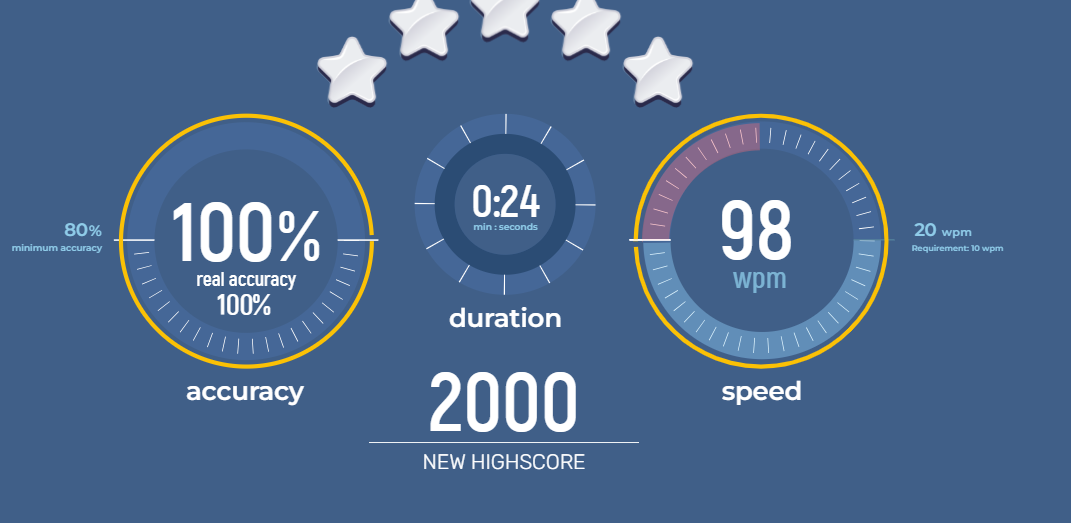 80%
minimum accuracy
100%
real accuracy
100%
accuracy
0:24
min : seconds
duration
98
wpm
speed
20 wpm
Requirement: 10 wpm
2000
NEW HIGHSCORE